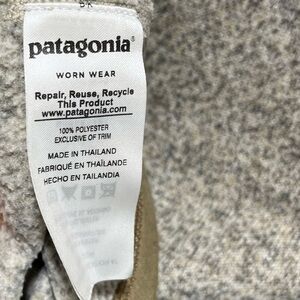 patagonia®
WORN WEAR
Repair, Reuse, Recycle
This Product
www.patagonia.com
100% POLYESTER
EXCLUSIVE OF TRIM
MADE IN THAILAND
FABRIQUÉ EN THAÏLANDE
HECHO EN TAILANDIA